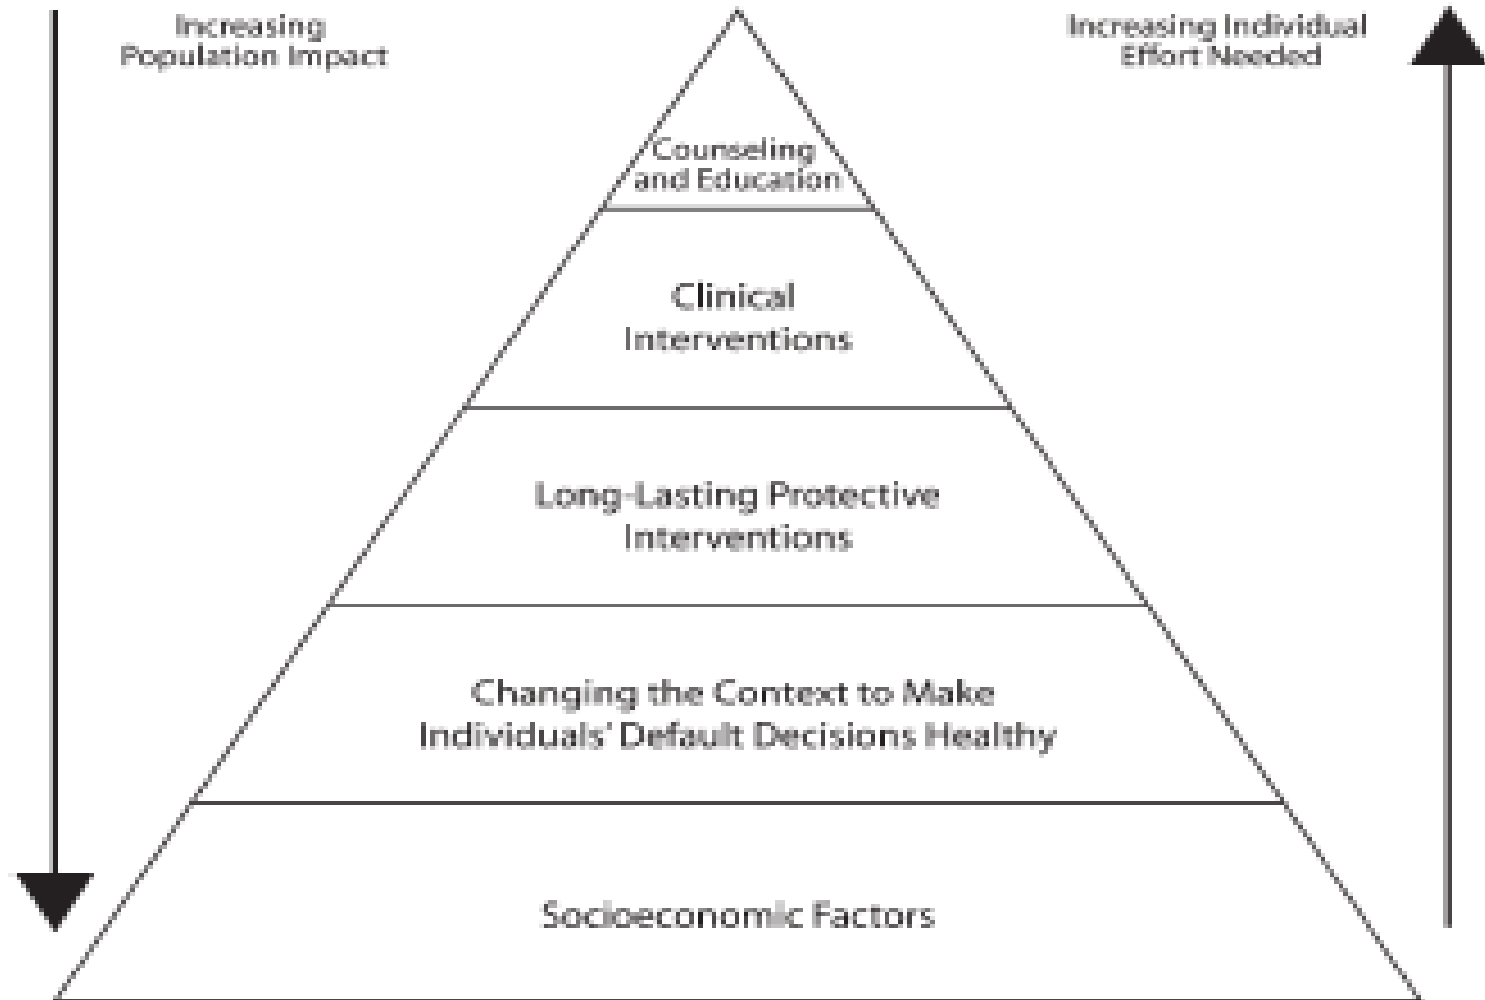 Increasing
Population Impact
Increasing Individual
Effort Needed
Counseling
and Education
Clinical
Interventions
Long-Lasting Protective
Interventions
Changing the Context to Make
Individuals' Default Decisions Healthy
Socioeconomic Factors